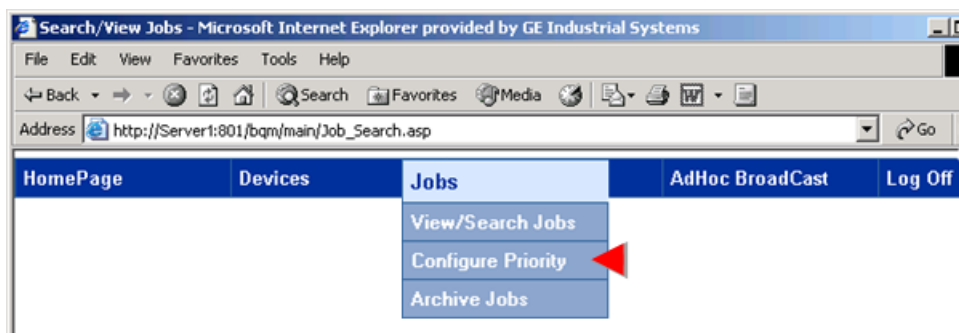 Search/View Jobs - Microsoft Internet Explorer provided by GE Industrial Systems
File Edit View Favorites Tools Help
Back Search Favorites Media
Address http://Server1:801/bqm/main/Job_Search.asp Go
HomePage Devices Jobs AdHoc BroadCast Log Off
View/Search Jobs
Configure Priority
Archive Jobs